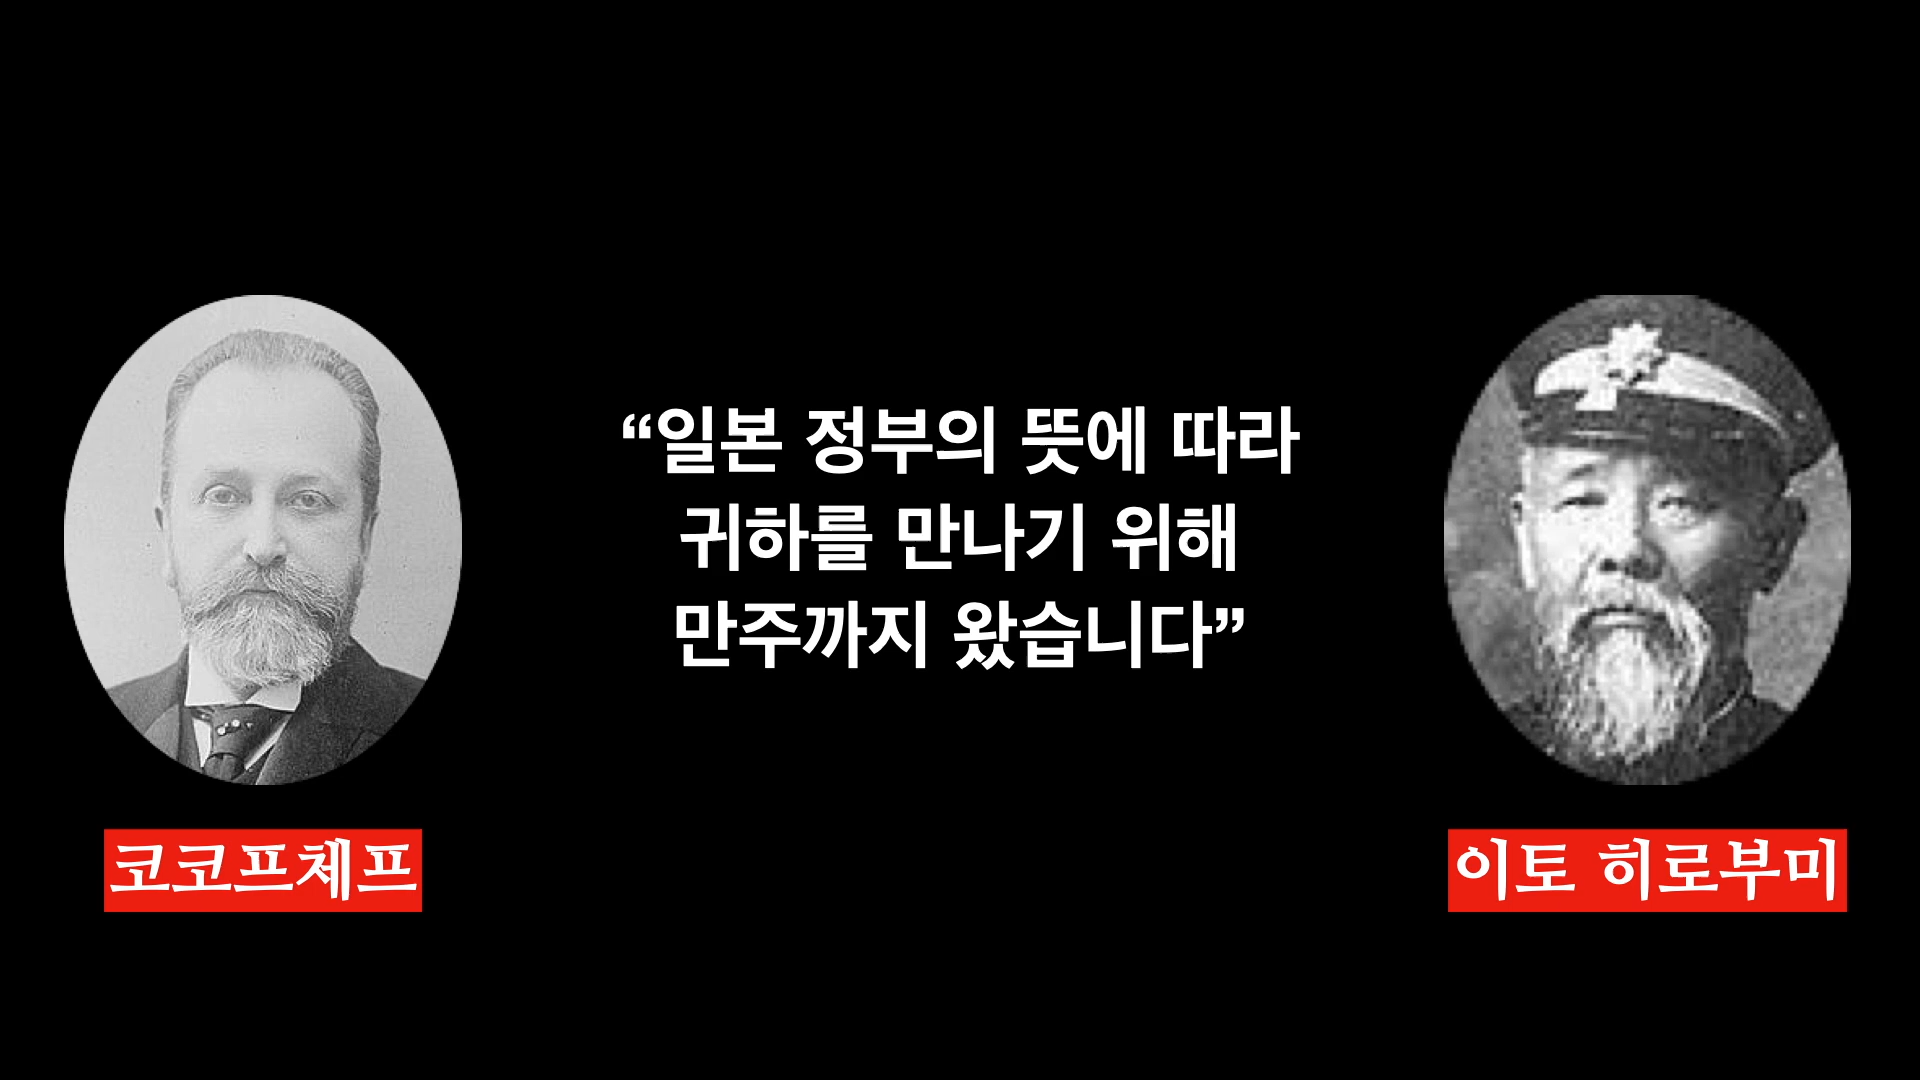 “일본 정부의 뜻에 따라
귀하를 만나기 위해
만주까지 왔습니다”
코코프체프
이토 히로부미